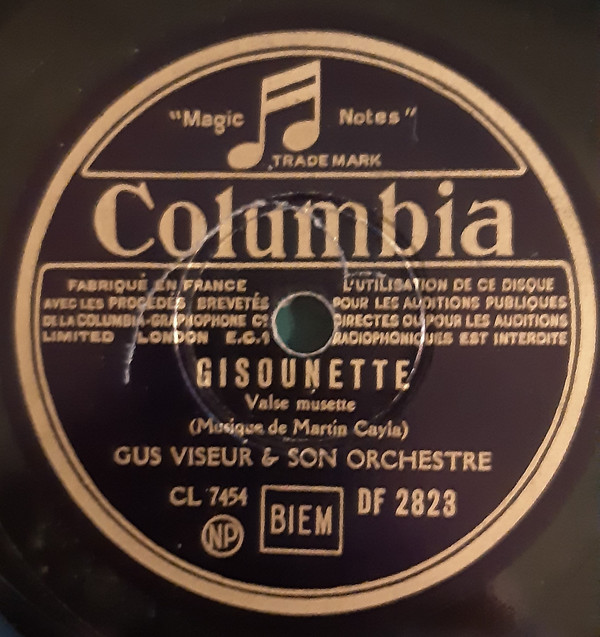 "Magic Notes"
TRADE MARK
Columbia
FABRIQUÉ EN FRANCE
AVEC LES PROCÉDÉS BREVETÉS
DE LA COLUMBIA-GRAPHOPHONE Cº
LIMITED LONDON E.C.1
L'UTILISATION DE CE DISQUE
POUR LES AUDITIONS PUBLIQUES
DIRECTES OU POUR LES AUDITIONS
RADIOPHONIQUES EST INTERDITE
GISOUNETTE
Valse musette
(Musique de Martin Cayla)
GUS VISEUR & SON ORCHESTRE
CL 7454 BIEM DF 2823
NP